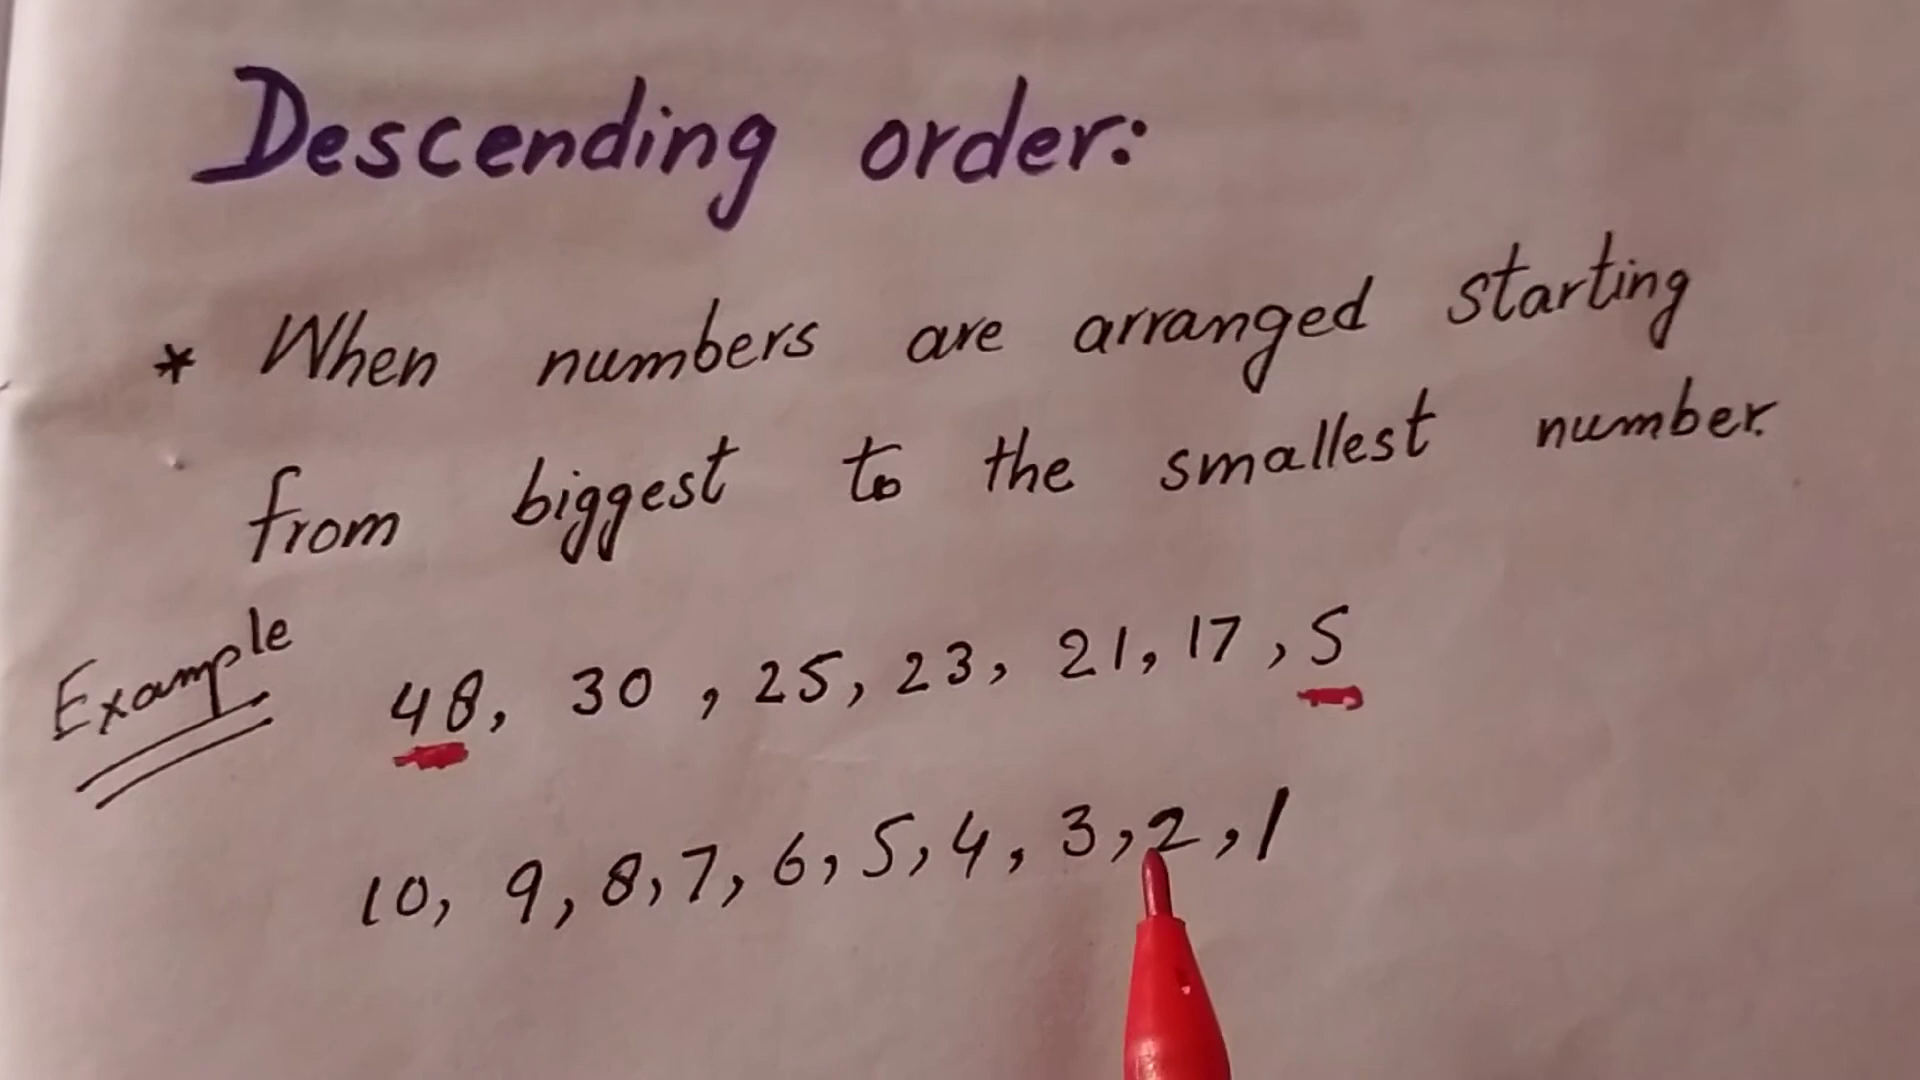 Descending order:
* When numbers are arranged starting
from biggest to the smallest number.
Example
48, 30, 25, 23, 21, 17, 5
10, 9, 8, 7, 6, 5, 4, 3, 2, 1